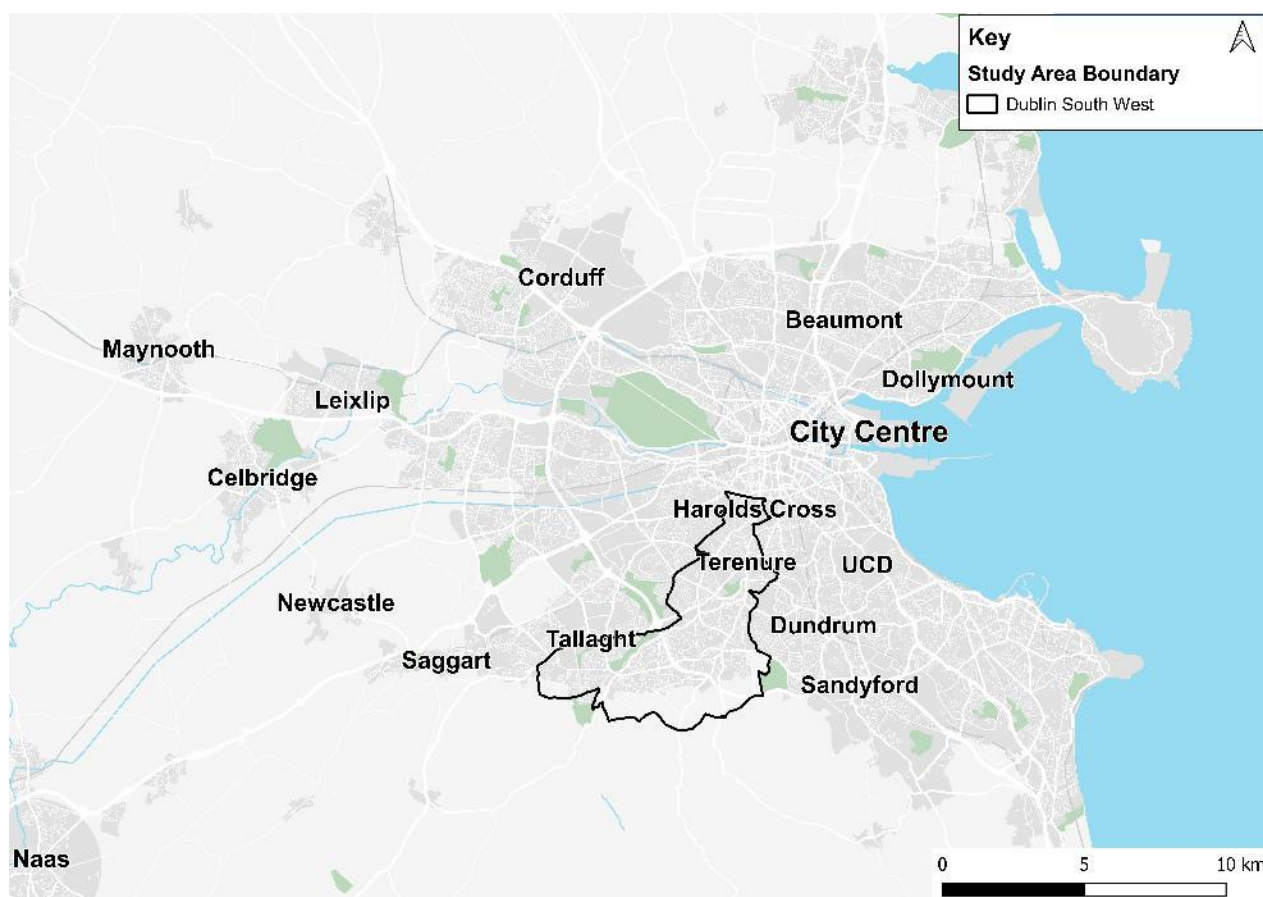 Key
Study Area Boundary
Dublin South West
Corduff
Beaumont
Maynooth
Dollymount
Leixlip
City Centre
Celbridge
Harolds Cross
Terenure
UCD
Newcastle
Dundrum
Tallaght
Saggart
Sandyford
Naas
0 5 10 km